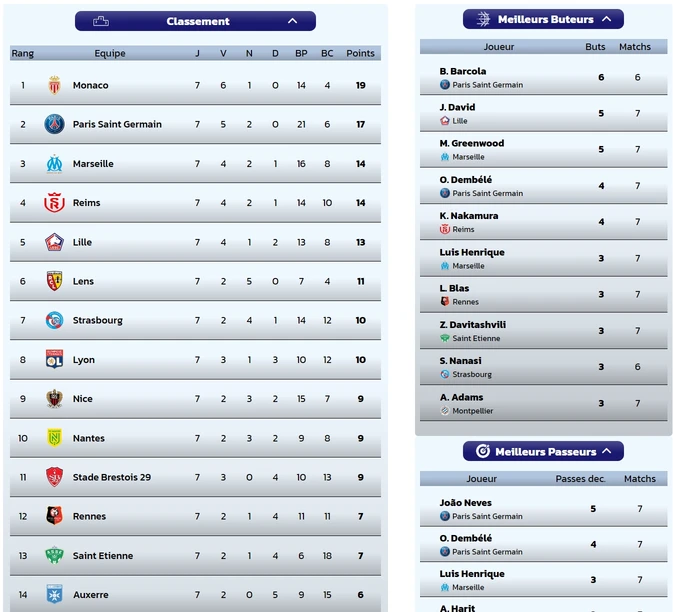 Classement
Rang Equipe J V N D BP BC Points
1 Monaco 7 6 1 0 14 4 19
2 Paris Saint Germain 7 5 2 0 21 6 17
3 Marseille 7 4 2 1 16 8 14
4 Reims 7 4 2 1 14 10 14
5 Lille 7 4 1 2 13 8 13
6 Lens 7 2 5 0 7 4 11
7 Strasbourg 7 2 4 1 14 12 10
8 Lyon 7 3 1 3 10 12 10
9 Nice 7 2 3 2 15 7 9
10 Nantes 7 2 3 2 9 8 9
11 Stade Brestois 29 7 3 0 4 10 13 9
12 Rennes 7 2 1 4 11 11 7
13 Saint Etienne 7 2 1 4 6 18 7
14 Auxerre 7 2 0 5 9 15 6
Meilleurs Buteurs
Joueur Buts Matchs
B. Barcola
Paris Saint Germain 6 6
J. David
Lille 5 7
M. Greenwood
Marseille 5 7
O. Dembélé
Paris Saint Germain 4 7
K. Nakamura
Reims 4 7
Luis Henrique
Marseille 3 7
L. Blas
Rennes 3 7
Z. Davitashvili
Saint Etienne 3 7
S. Nanasi
Strasbourg 3 6
A. Adams
Montpellier 3 7
Meilleurs Passeurs
Joueur Passes dec. Matchs
João Neves
Paris Saint Germain 5 7
O. Dembélé
Paris Saint Germain 4 7
Luis Henrique
Marseille 3 7
A. Harit